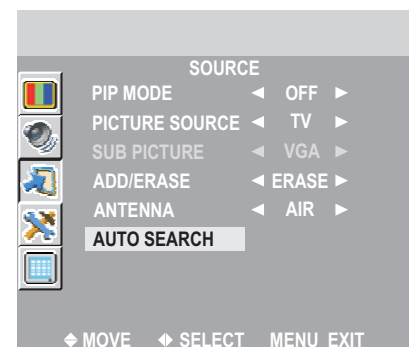 SOURCE
PIP MODE ◄ OFF ►
PICTURE SOURCE ◄ TV ►
SUB PICTURE ◄ VGA ►
ADD/ERASE ◄ ERASE ►
ANTENNA ◄ AIR ►
AUTO SEARCH
MOVE SELECT MENU EXIT